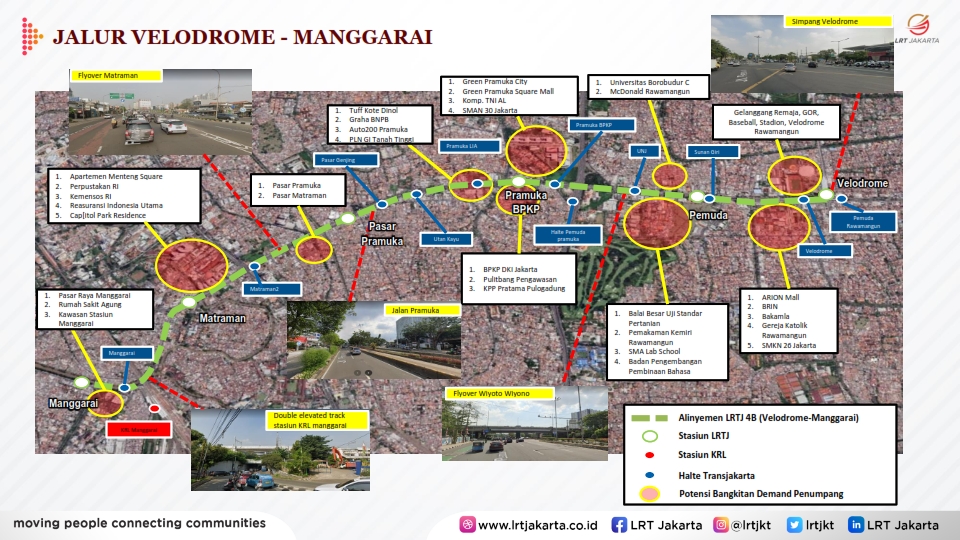 JALUR VELODROME - MANGGARAI
Simpang Velodrome
LRT JAKARTA
Flyover Matraman
1. Tuff Kote Dinol
2. Graha BNPB
3. Auto200 Pramuka
4. PLN GI Tanah Tinggi
1. Green Pramuka City
2. Green Pramuka Square Mall
3. Komp. TNI AL
4. SMAN 30 Jakarta
1. Universitas Borobudur C
2. McDonald Rawamangun
Gelanggang Remaja, GOR,
Baseball, Stadion, Velodrome
Rawamangun
Pramuka BPKP
Pramuka LIA
Pasar Genjing
UNJ
Sunan Giri
1. Apartemen Menteng Square
2. Perpustakan RI
3. Kemensos RI
4. Reasuransi Indonesia Utama
5. Cap|tol Park Residence
1. Pasar Pramuka
2. Pasar Matraman
Velodrome
Pramuka
BPKP
Pemuda
Pasar
Pramuka
Utan Kayu
Halte Pemuda
pramuka
Pemuda
Rawamangun
Velodrome
1. BPKP DKI Jakarta
2. Pulitbang Pengawasan
3. KPP Pratama Pulogadung
Matraman2
1. Pasar Raya Manggarai
2. Rumah Sakit Agung
3. Kawasan Stasiun
Manggarai
Matraman
Jalan Pramuka
1. Balai Besar Uji Standar
Pertanian
2. Pemakaman Kemiri
Rawamangun
3. SMA Lab School
4. Badan Pengembangan
Pembinaan Bahasa
1. ARION Mall
2. BRIN
3. Bakamla
4. Gereja Katolik
Rawamangun
5. SMKN 26 Jakarta
Manggarai
Manggarai
KRL Manggarai
Double elevated track
stasiun KRL manggarai
Flyover Wiyoto Wiyono
Alinyemen LRTJ 4B (Velodrome-Manggarai)
Stasiun LRTJ
Stasiun KRL
Halte Transjakarta
Potensi Bangkitan Demand Penumpang
moving people connecting communities
www.lrtjakarta.co.id
LRT Jakarta
@lrtjkt
lrtjkt
LRT Jakarta